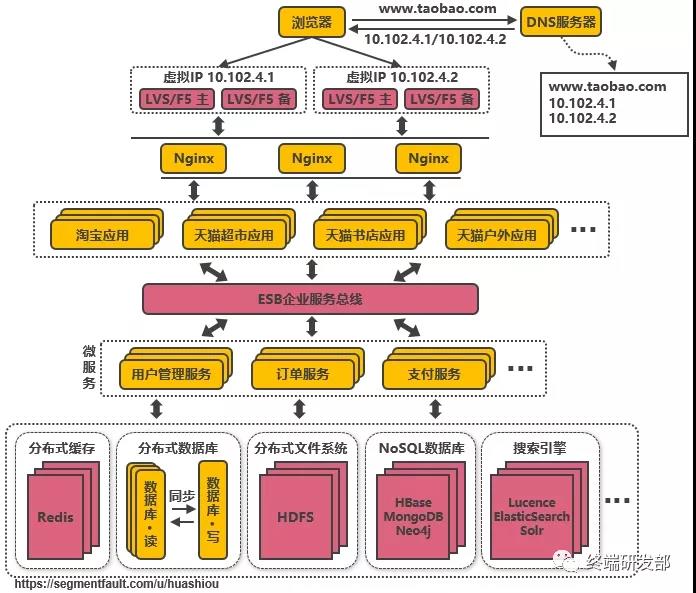 浏览器
www.taobao.com
10.102.4.1/10.102.4.2
DNS服务器
www.taobao.com
10.102.4.1
10.102.4.2
虚拟IP 10.102.4.1
LVS/F5 主
LVS/F5 备
虚拟IP 10.102.4.2
LVS/F5 主
LVS/F5 备
Nginx
Nginx
Nginx
淘宝应用
天猫超市应用
天猫书店应用
天猫户外应用
...
ESB企业服务总线
微服务
用户管理服务
订单服务
支付服务
...
分布式缓存
Redis
分布式数据库
数据库·读
同步
数据库·写
分布式文件系统
HDFS
NoSQL数据库
HBase
MongoDB
Neo4j
搜索引擎
Lucence
ElasticSearch
Solr
...
终端研发部
https://segmentfault.com/u/huashiou